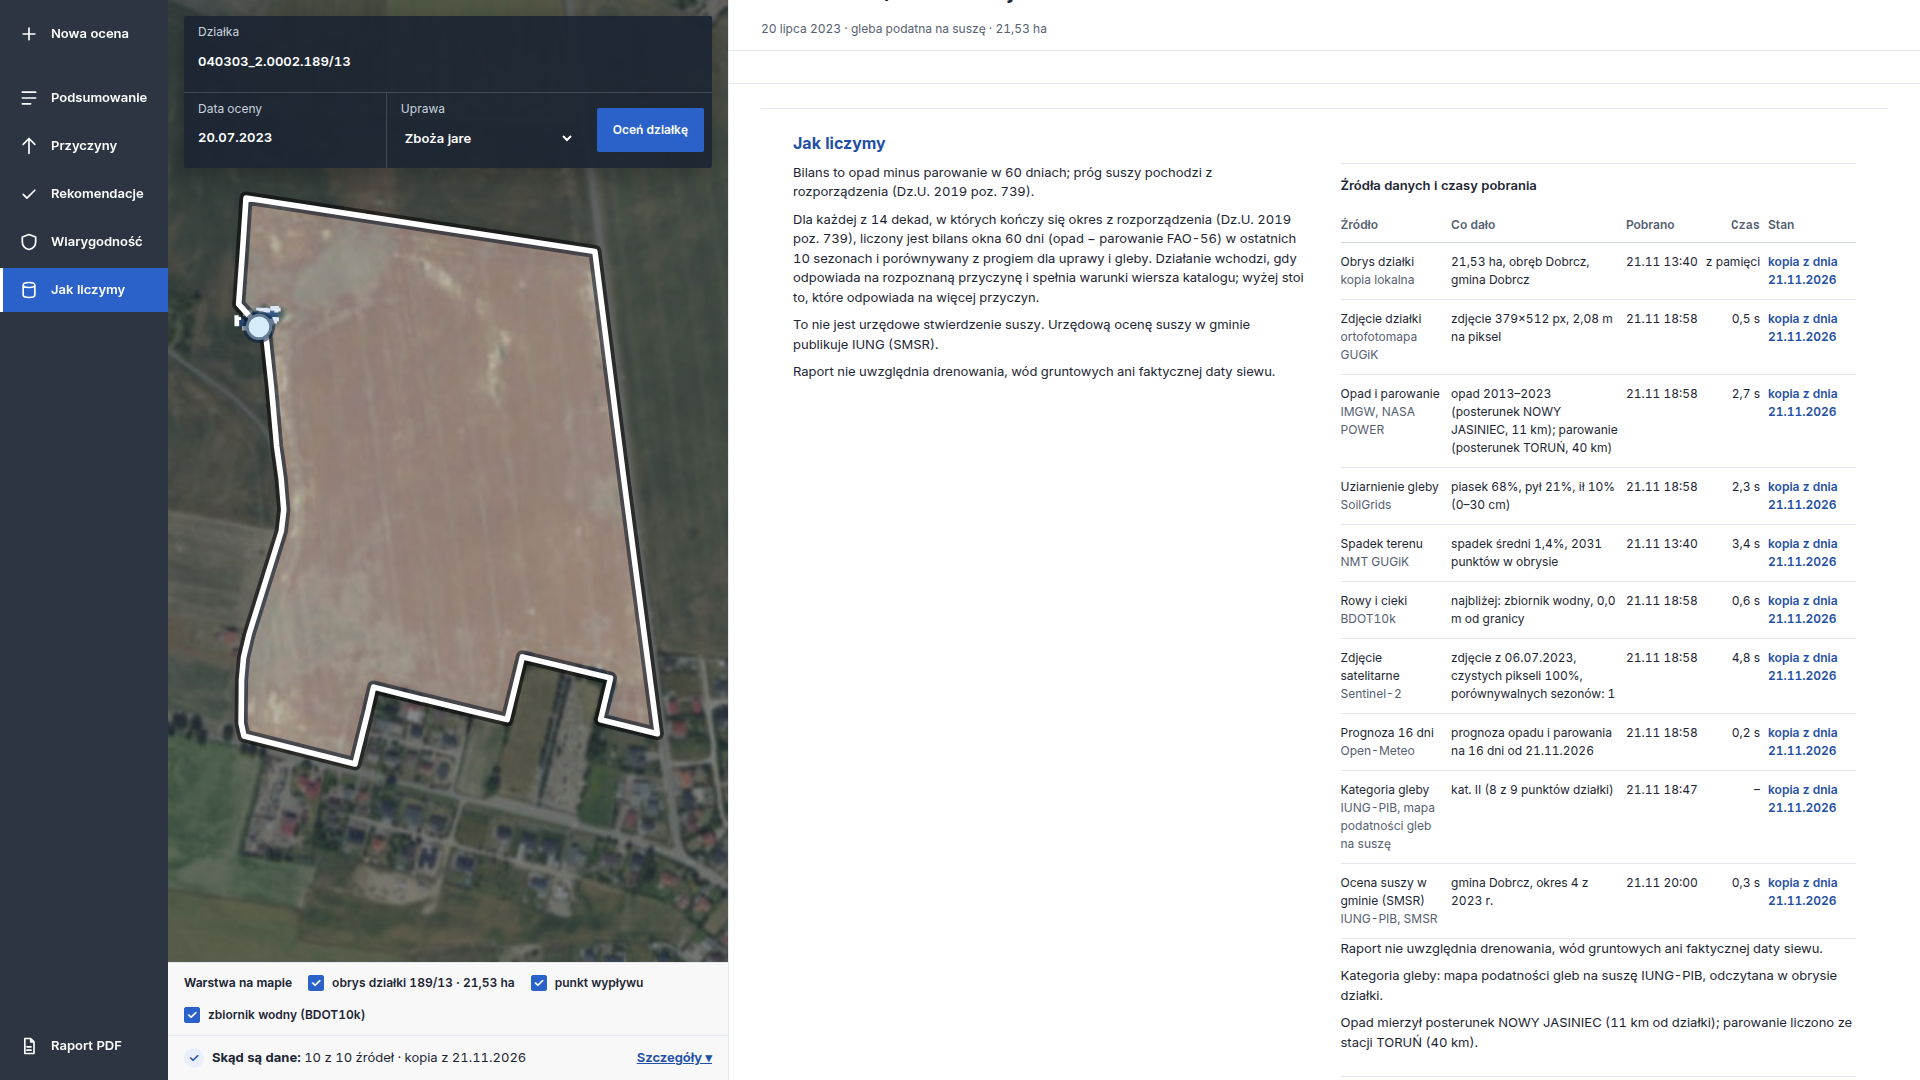 Nowa ocena
Podsumowanie
Przyczyny
Rekomendacje
Wiarygodność
Jak liczymy
Raport PDF
Działka
040303_2.0002.189/13
Data oceny
20.07.2023
Uprawa
Zboża jare
Oceń działkę
Warstwa na mapie
obrys działki 189/13 · 21,53 ha
punkt wypływu
zbiornik wodny (BDOT10k)
Skąd są dane: 10 z 10 źródeł · kopia z 21.11.2026
Szczegóły ▾
20 lipca 2023 · gleba podatna na suszę · 21,53 ha
Jak liczymy
Bilans to opad minus parowanie w 60 dniach; próg suszy pochodzi z
rozporządzenia (Dz.U. 2019 poz. 739).
Dla każdej z 14 dekad, w których kończy się okres z rozporządzenia (Dz.U. 2019
poz. 739), liczony jest bilans okna 60 dni (opad − parowanie FAO-56) w ostatnich
10 sezonach i porównywany z progiem dla uprawy i gleby. Działanie wchodzi, gdy
odpowiada na rozpoznaną przyczynę i spełnia warunki wiersza katalogu; wyżej stoi
to, które odpowiada na więcej przyczyn.
To nie jest urzędowe stwierdzenie suszy. Urzędową ocenę suszy w gminie
publikuje IUNG (SMSR).
Raport nie uwzględnia drenowania, wód gruntowych ani faktycznej daty siewu.
Źródła danych i czasy pobrania
Źródło Co dało Pobrano Czas Stan
Obrys działki 21,53 ha, obręb Dobrcz, 21.11 13:40 z pamięci kopia z dnia
kopia lokalna gmina Dobrcz 21.11.2026
Zdjęcie działki zdjęcie 379×512 px, 2,08 m 21.11 18:58 0,5 s kopia z dnia
ortofotomapa na piksel 21.11.2026
GUGiK
Opad i parowanie opad 2013–2023 21.11 18:58 2,7 s kopia z dnia
IMGW, NASA (posterunek NOWY 21.11.2026
POWER JASINIEC, 11 km); parowanie
(posterunek TORUŃ, 40 km)
Uziarnienie gleby piasek 68%, pył 21%, ił 10% 21.11 18:58 2,3 s kopia z dnia
SoilGrids (0–30 cm) 21.11.2026
Spadek terenu spadek średni 1,4%, 2031 21.11 13:40 3,4 s kopia z dnia
NMT GUGiK punktów w obrysie 21.11.2026
Rowy i cieki najbliżej: zbiornik wodny, 0,0 21.11 18:58 0,6 s kopia z dnia
BDOT10k m od granicy 21.11.2026
Zdjęcie zdjęcie z 06.07.2023, 21.11 18:58 4,8 s kopia z dnia
satelitarne czystych pikseli 100%, 21.11.2026
Sentinel-2 porównywalnych sezonów: 1
Prognoza 16 dni prognoza opadu i parowania 21.11 18:58 0,2 s kopia z dnia
Open-Meteo na 16 dni od 21.11.2026 21.11.2026
Kategoria gleby kat. II (8 z 9 punktów działki) 21.11 18:47 – kopia z dnia
IUNG-PIB, mapa 21.11.2026
podatności gleb
na suszę
Ocena suszy w gmina Dobrcz, okres 4 z 21.11 20:00 0,3 s kopia z dnia
gminie (SMSR) 2023 r. 21.11.2026
IUNG-PIB, SMSR
Raport nie uwzględnia drenowania, wód gruntowych ani faktycznej daty siewu.
Kategoria gleby: mapa podatności gleb na suszę IUNG-PIB, odczytana w obrysie
działki.
Opad mierzył posterunek NOWY JASINIEC (11 km od działki); parowanie liczono ze
stacji TORUŃ (40 km).